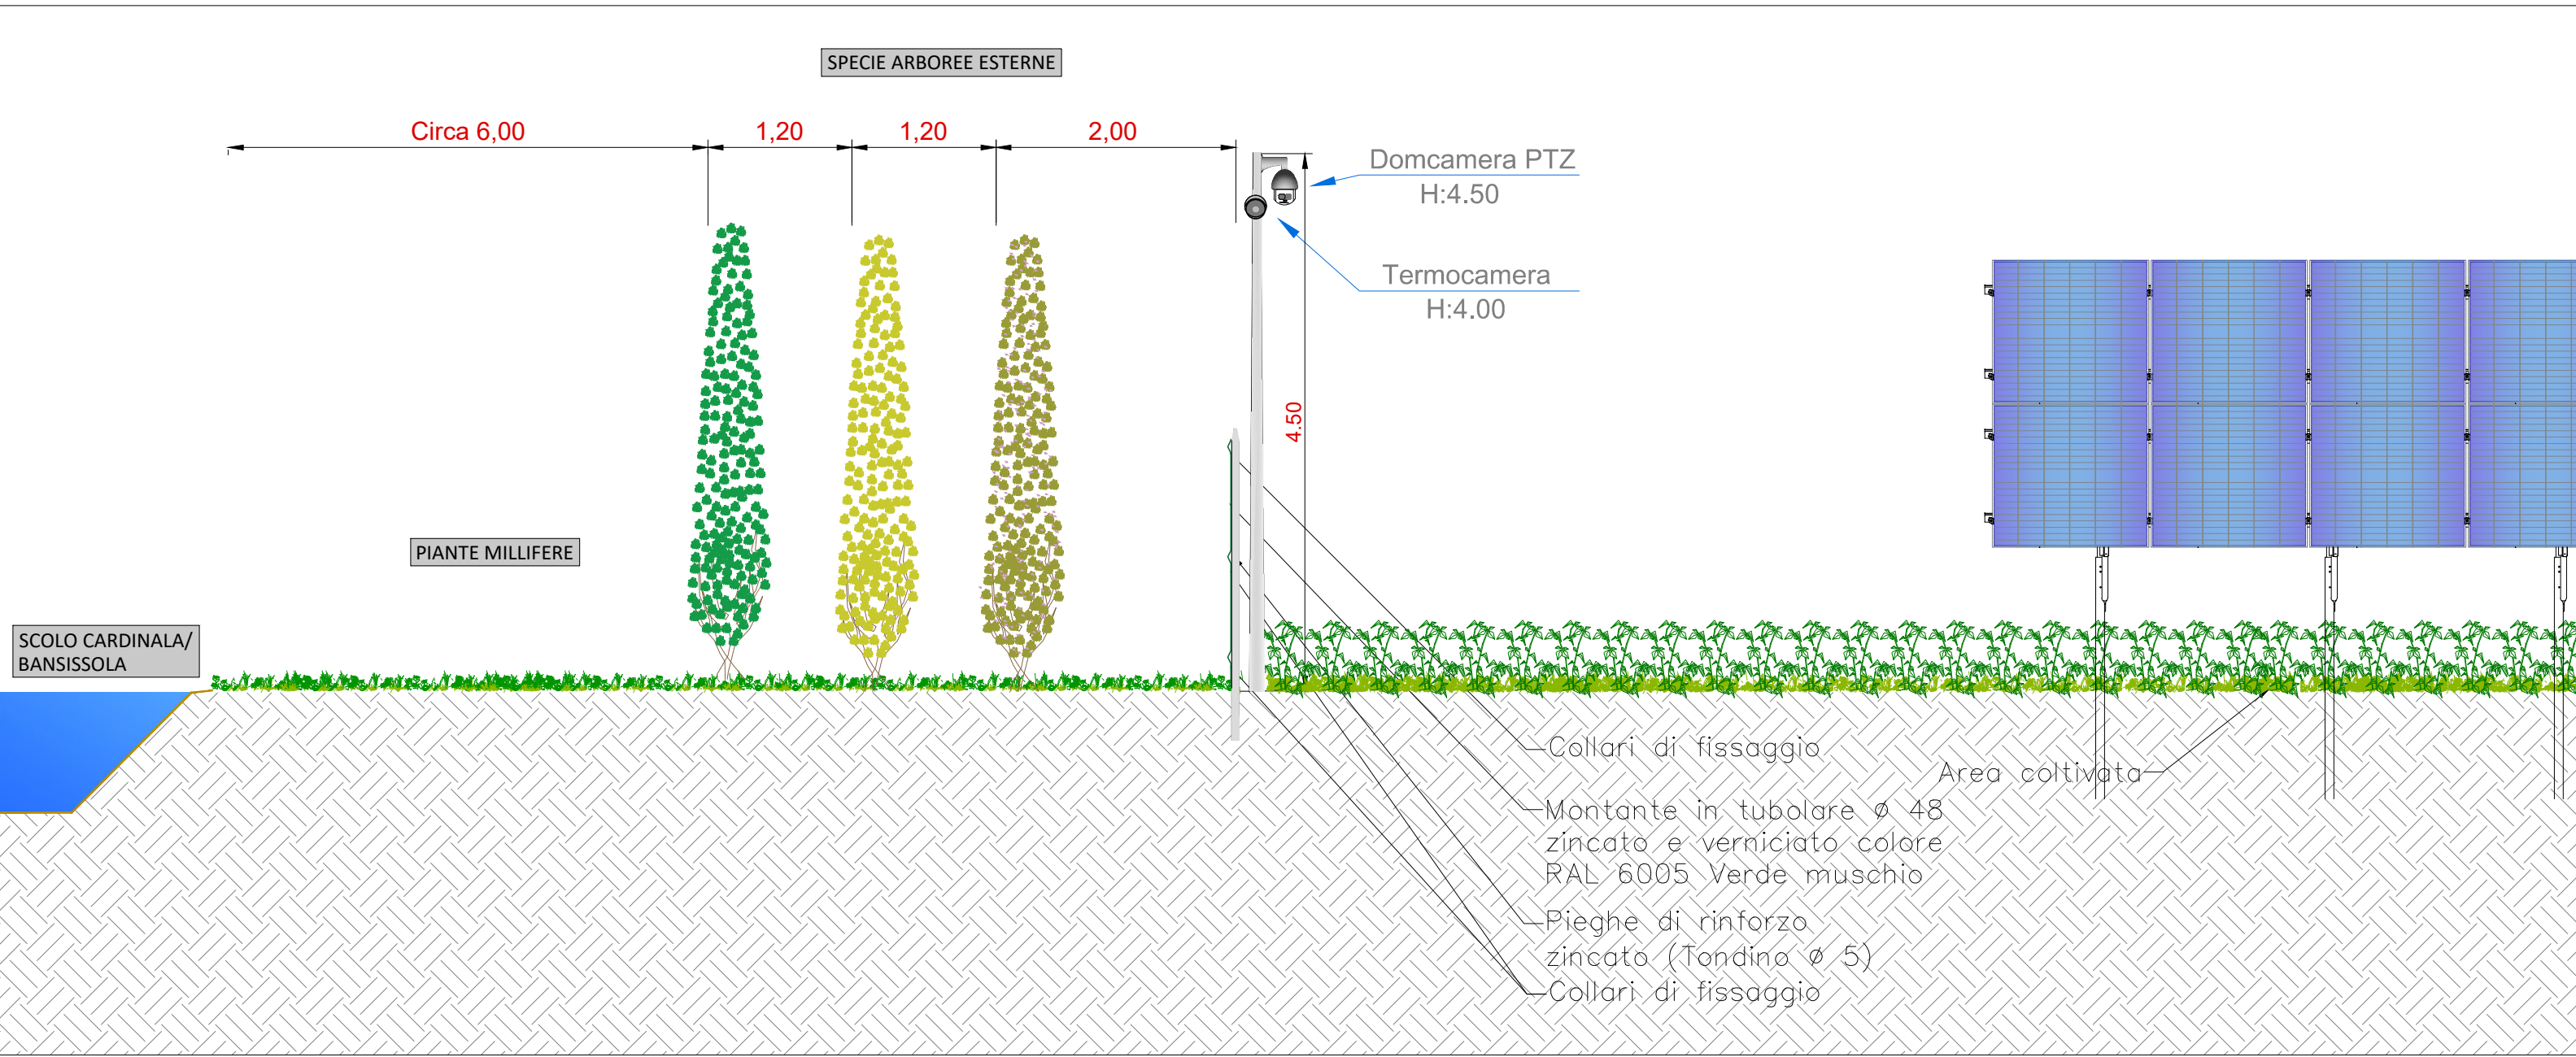 SPECIE ARBOREE ESTERNE
Circa 6,00
1,20
1,20
2,00
Domcamera PTZ
H:4.50
Termocamera
H:4.00
4.50
PIANTE MILLIFERE
SCOLO CARDINALA/
BANSISSOLA
Collari di fissaggio
Area coltivata
Montante in tubolare ø 48
zincato e verniciato colore
RAL 6005 Verde muschio
Pieghe di rinforzo
zincato (Tondino ø 5)
Collari di fissaggio